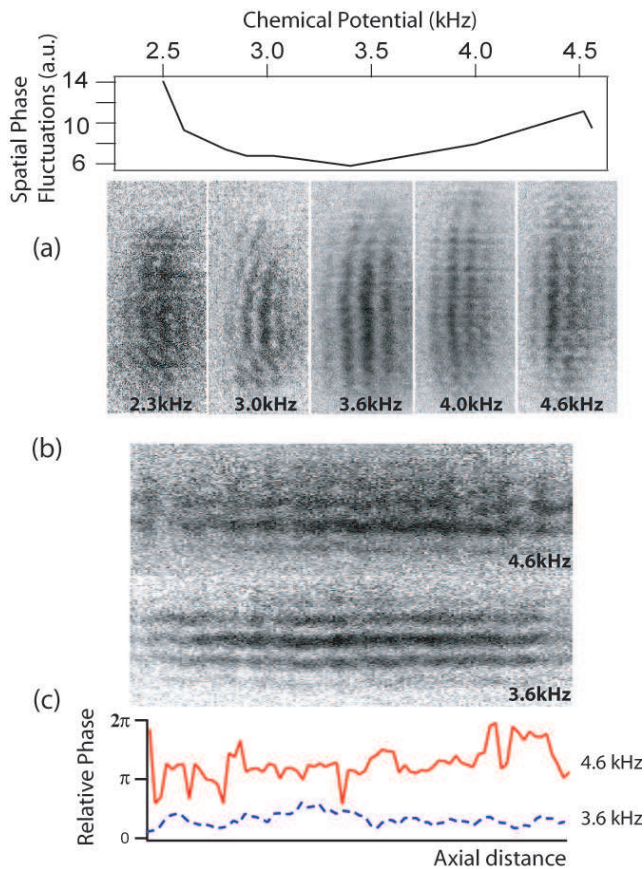 Chemical Potential (kHz)
2.5 3.0 3.5 4.0 4.5
Spatial Phase
Fluctuations (a.u.)
14
10
6
(a)
2.3kHz 3.0kHz 3.6kHz 4.0kHz 4.6kHz
(b)
4.6kHz
3.6kHz
(c)
Relative Phase
2π
π
0
4.6 kHz
3.6 kHz
Axial distance